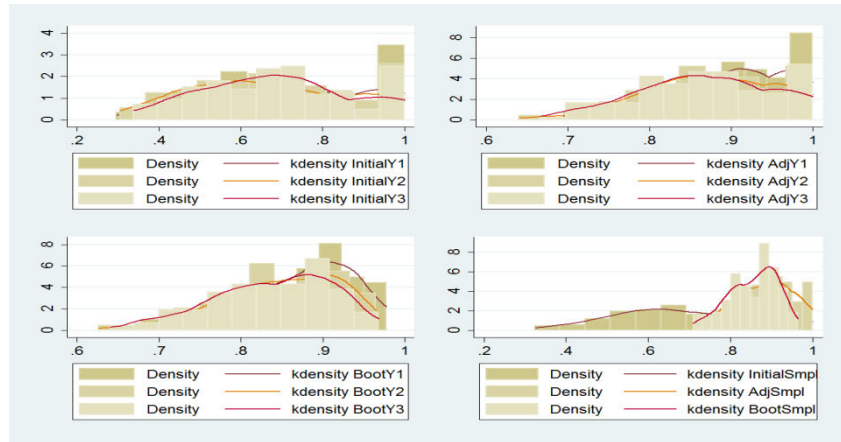 4
3
2
1
0
.2 .4 .6 .8 1
Density kdensity InitialY1
Density kdensity InitialY2
Density kdensity InitialY3
8
6
4
2
0
.6 .7 .8 .9 1
Density kdensity AdjY1
Density kdensity AdjY2
Density kdensity AdjY3
8
6
4
2
0
.6 .7 .8 .9 1
Density kdensity BootY1
Density kdensity BootY2
Density kdensity BootY3
8
6
4
2
0
.2 .4 .6 .8 1
Density kdensity InitialSmpl
Density kdensity AdjSmpl
Density kdensity BootSmpl